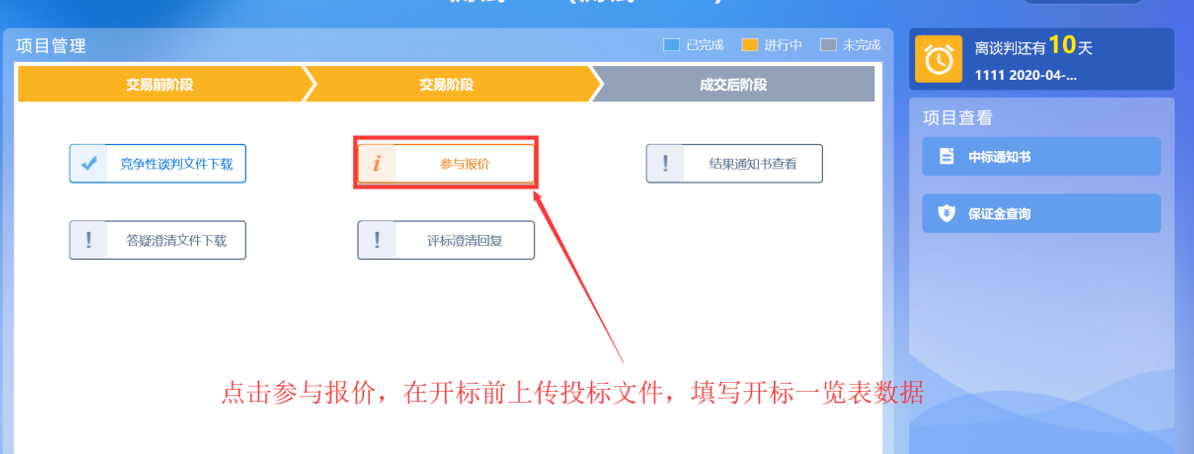 项目管理
已完成 进行中 未完成
交易前阶段 交易阶段 成交后阶段
竞争性谈判文件下载 参与报价 结果通知书查看
答疑澄清文件下载 评标澄清回复
点击参与报价，在开标前上传投标文件，填写开标一览表数据
离谈判还有10天
1111 2020-04-...
项目查看
中标通知书
保证金查询